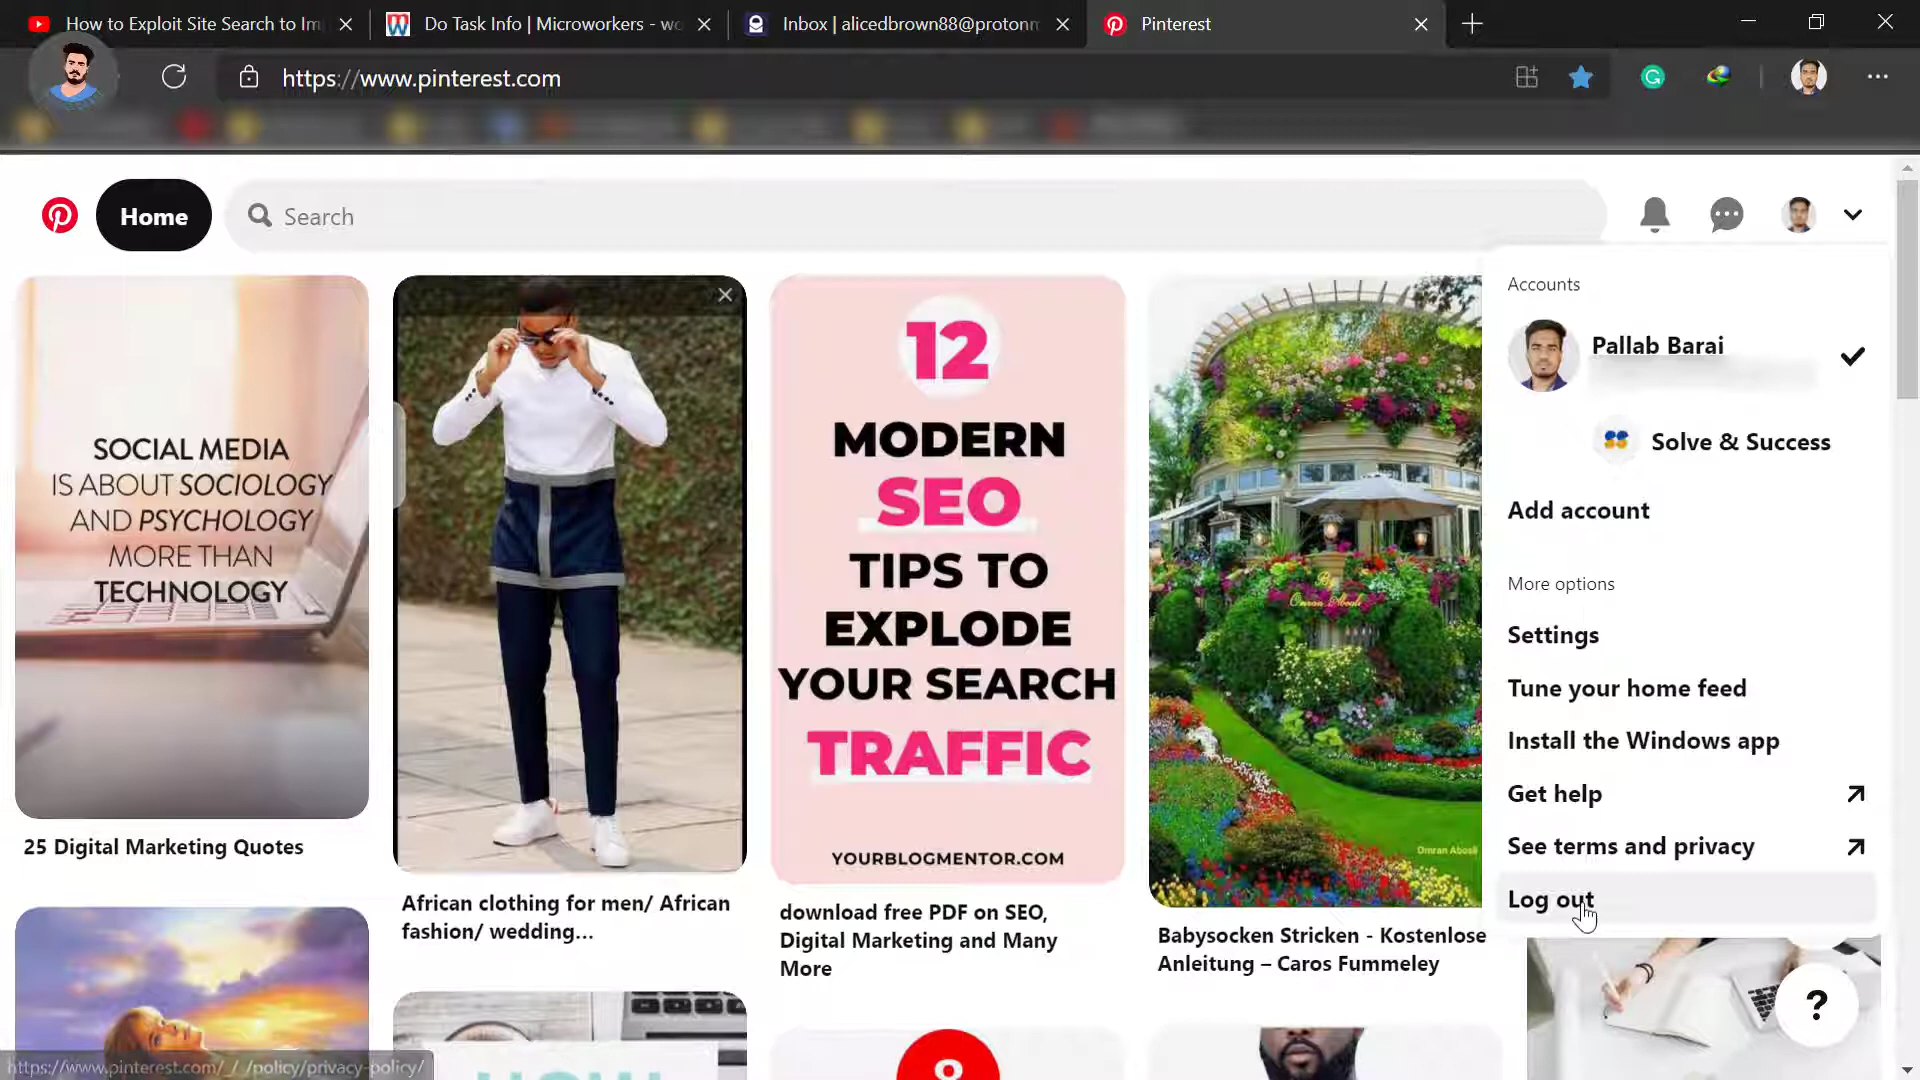 How to Exploit Site Search to Im
Do Task Info | Microworkers - wo
Inbox | alicedbrown88@protonm
Pinterest
https://www.pinterest.com
Home
Search
Accounts
Pallab Barai
Solve & Success
Add account
More options
Settings
Tune your home feed
Install the Windows app
Get help
See terms and privacy
Log out
SOCIAL MEDIA
IS ABOUT SOCIOLOGY
AND PSYCHOLOGY
MORE THAN
TECHNOLOGY
25 Digital Marketing Quotes
African clothing for men/ African
fashion/ wedding...
12
MODERN
SEO
TIPS TO
EXPLODE
YOUR SEARCH
TRAFFIC
YOURBLOGMENTOR.COM
download free PDF on SEO,
Digital Marketing and Many
More
Omran Abosli
Babysocken Stricken - Kostenlose
Anleitung – Caros Fummeley
8
?
https://www.pinterest.com/_/_/policy/privacy-policy/